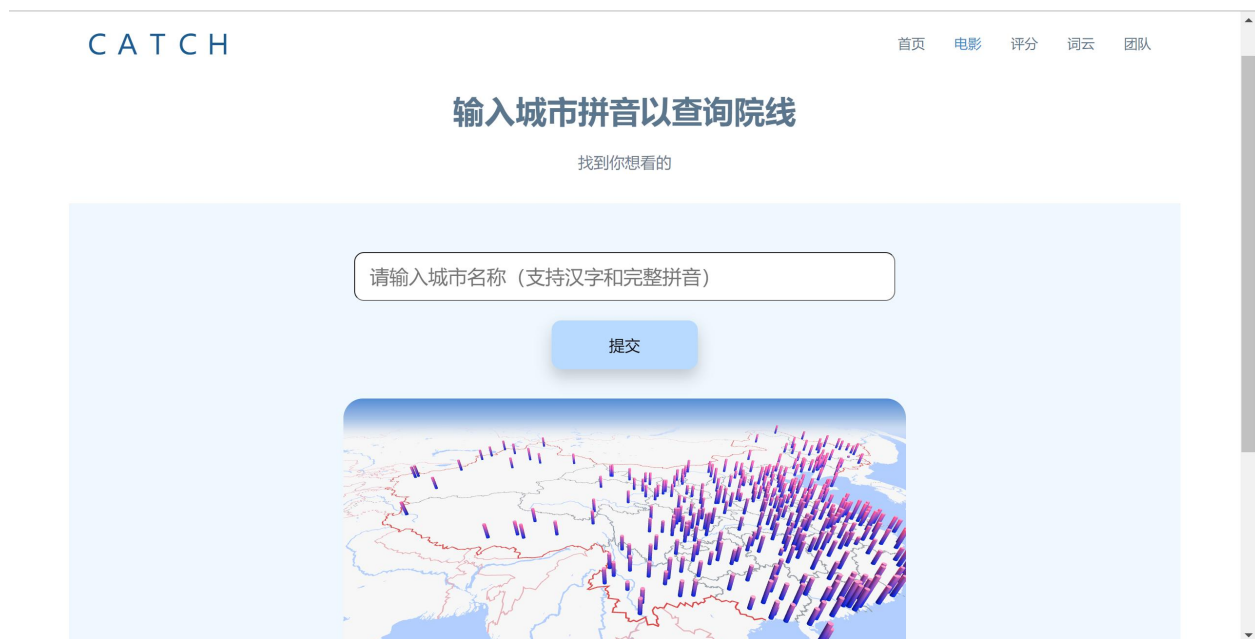 CATCH
首页 电影 评分 词云 团队
输入城市拼音以查询院线
找到你想看的
请输入城市名称（支持汉字和完整拼音）
提交